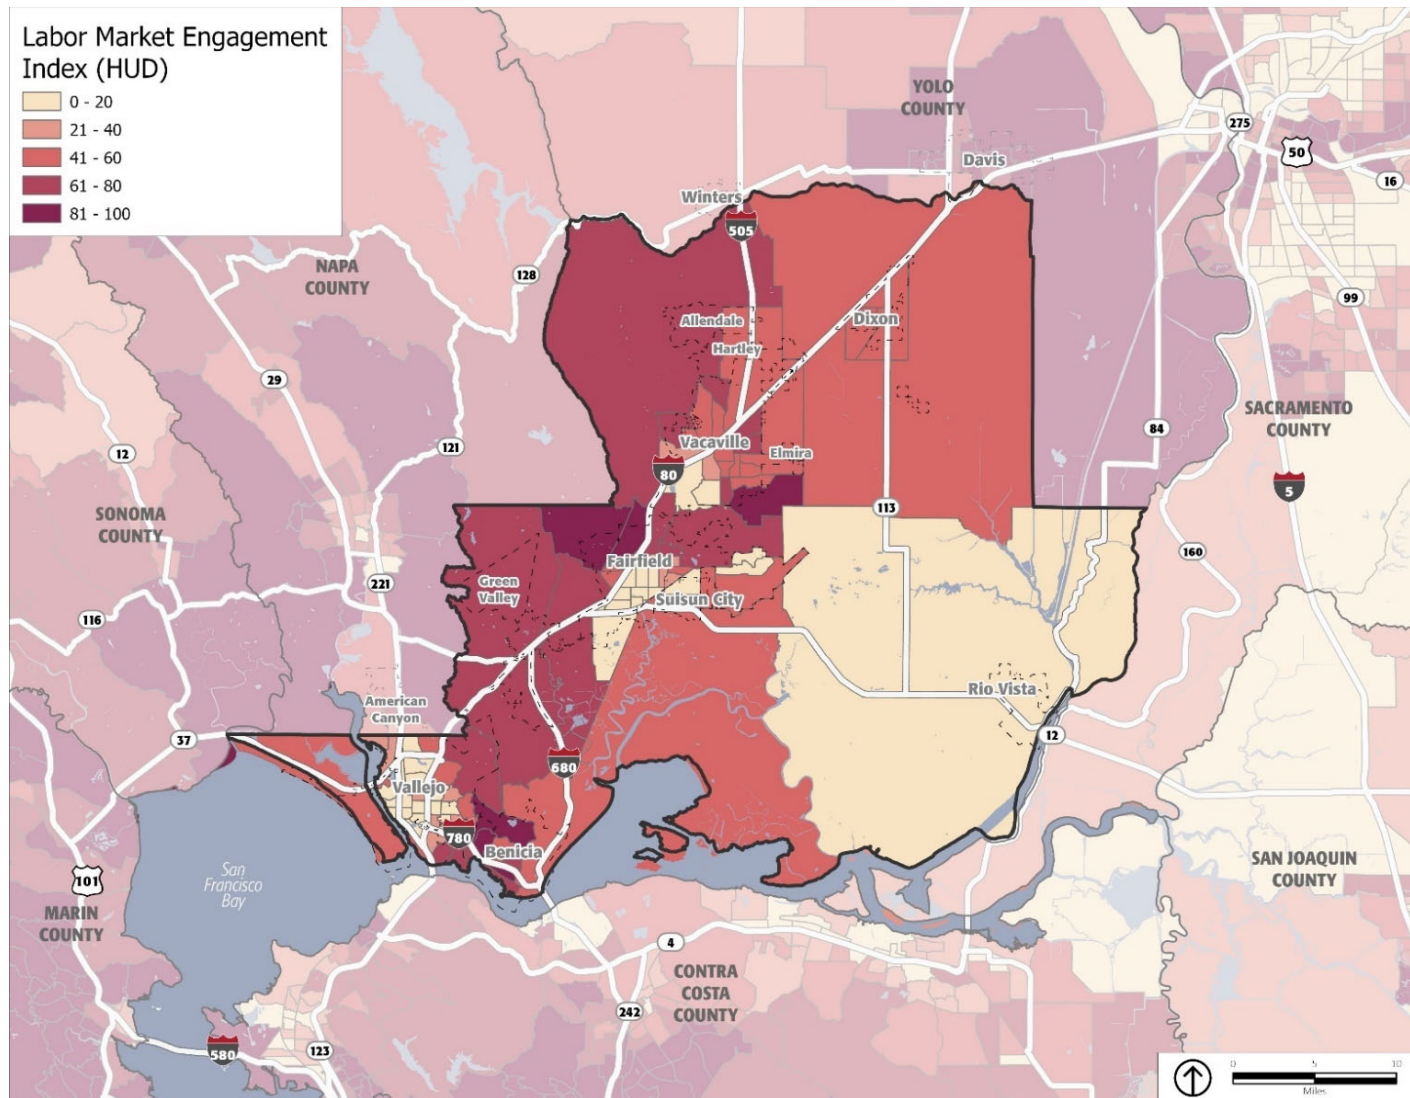 Labor Market Engagement
Index (HUD)
0 - 20
21 - 40
41 - 60
61 - 80
81 - 100
YOLO
COUNTY
275
50
Davis
16
Winters
505
NAPA
COUNTY
128
99
Allendale
Dixon
Hartley
29
SACRAMENTO
COUNTY
84
Vacaville
121
12
Elmira
80
5
SONOMA
COUNTY
113
160
Fairfield
221
Green
Valley
Suisun City
116
Rio Vista
American
Canyon
37
12
680
Vallejo
780
Benicia
San
Francisco
Bay
101
SAN JOAQUIN
COUNTY
MARIN
COUNTY
4
CONTRA
COSTA
COUNTY
242
580
123
0 5 10
Miles